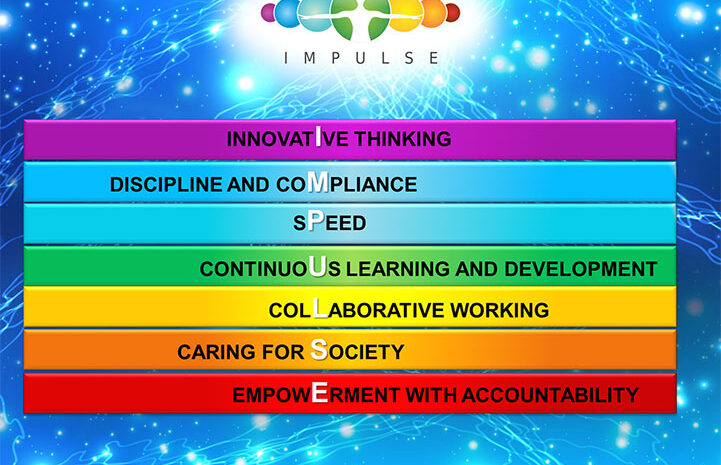 IMPULSE
INNOVATIVE THINKING
DISCIPLINE AND COMPLIANCE
SPEED
CONTINUOUS LEARNING AND DEVELOPMENT
COLLABORATIVE WORKING
CARING FOR SOCIETY
EMPOWERMENT WITH ACCOUNTABILITY